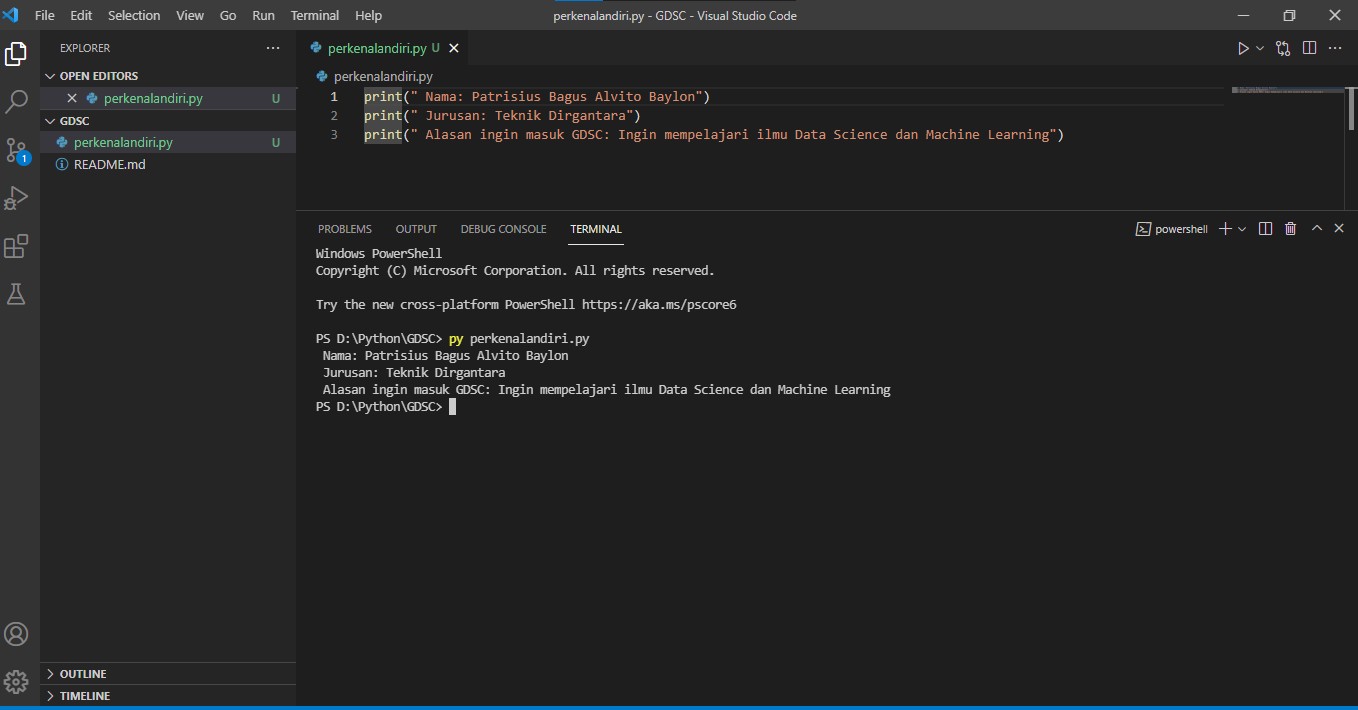 File Edit Selection View Go Run Terminal Help perkenalandiri.py - GDSC - Visual Studio Code
EXPLORER
OPEN EDITORS
perkenalandiri.py U
GDSC
perkenalandiri.py U
README.md
1
OUTLINE
TIMELINE
perkenalandiri.py U
perkenalandiri.py
1 print(" Nama: Patrisius Bagus Alvito Baylon")
2 print(" Jurusan: Teknik Dirgantara")
3 print(" Alasan ingin masuk GDSC: Ingin mempelajari ilmu Data Science dan Machine Learning")
PROBLEMS OUTPUT DEBUG CONSOLE TERMINAL powershell
Windows PowerShell
Copyright (C) Microsoft Corporation. All rights reserved.
Try the new cross-platform PowerShell https://aka.ms/pscore6
PS D:\Python\GDSC> py perkenalandiri.py
 Nama: Patrisius Bagus Alvito Baylon
 Jurusan: Teknik Dirgantara
 Alasan ingin masuk GDSC: Ingin mempelajari ilmu Data Science dan Machine Learning
PS D:\Python\GDSC>